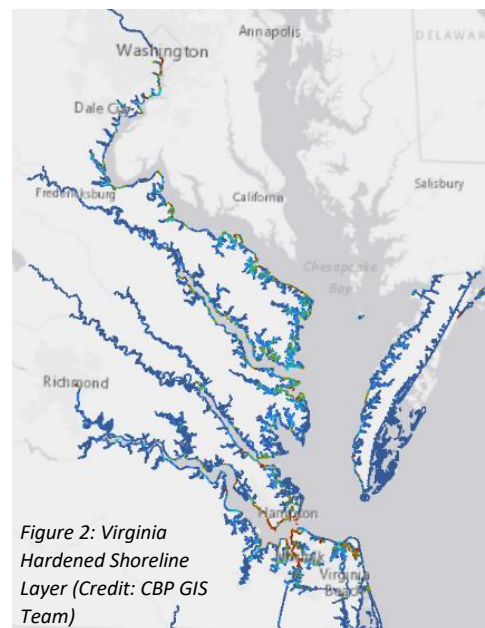 Annapolis
DELAWAR
Washington
Dale City
Fredericksburg
California
Salisbury
Chesapeake
Bay
Richmond
Hampton
Virginia
Beach
Figure 2: Virginia
Hardened Shoreline
Layer (Credit: CBP GIS
Team)